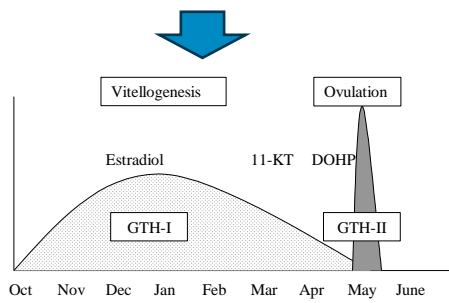 Vitellogenesis Ovulation
Estradiol 11-KT DOHP
GTH-I GTH-II
Oct Nov Dec Jan Feb Mar Apr May June